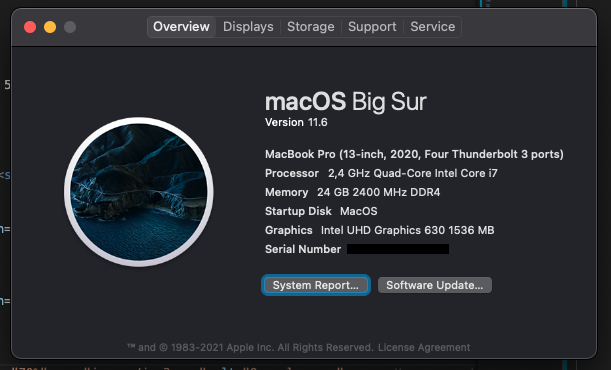 Overview Displays Storage Support Service
macOS Big Sur
Version 11.6
MacBook Pro (13-inch, 2020, Four Thunderbolt 3 ports)
Processor 2,4 GHz Quad-Core Intel Core i7
Memory 24 GB 2400 MHz DDR4
Startup Disk MacOS
Graphics Intel UHD Graphics 630 1536 MB
Serial Number
System Report... Software Update...
™ and © 1983-2021 Apple Inc. All Rights Reserved. License Agreement